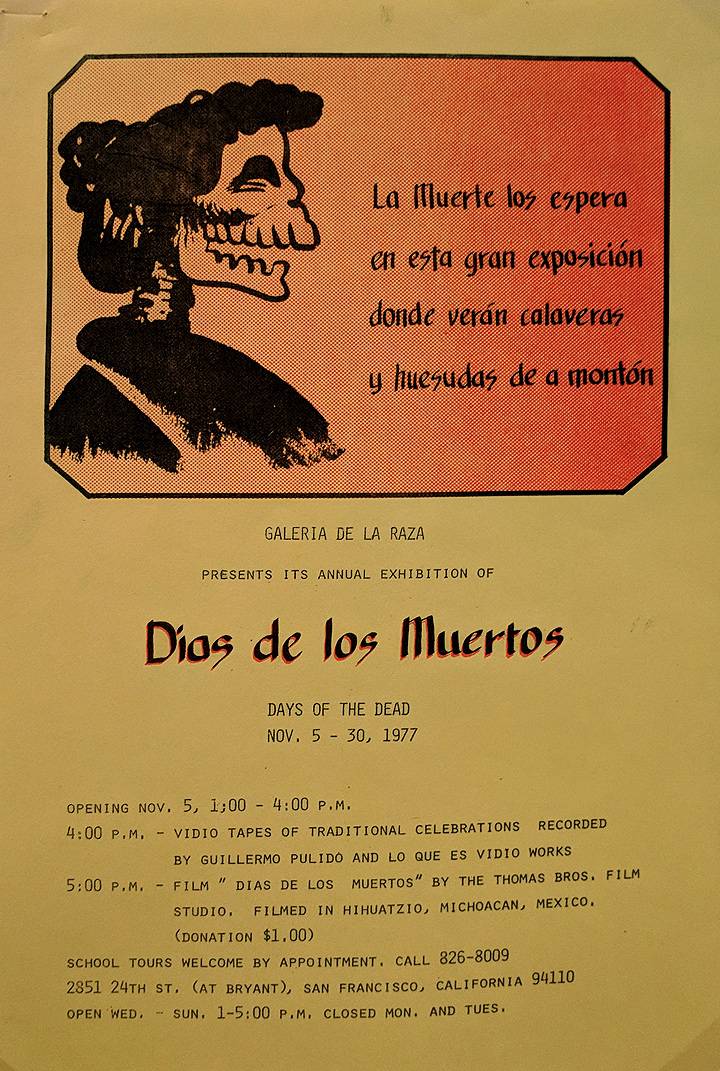 La Muerte los espera
en esta gran exposición
donde verán calaveras
y huesudas de a montón
GALERIA DE LA RAZA
PRESENTS ITS ANNUAL EXHIBITION OF
Dias de los Muertos
DAYS OF THE DEAD
NOV. 5 - 30, 1977
OPENING NOV. 5, 1;00 - 4:00 P.M.
4:00 P.M. - VIDIO TAPES OF TRADITIONAL CELEBRATIONS RECORDED
BY GUILLERMO PULIDO AND LO QUE ES VIDIO WORKS
5:00 P.M. - FILM " DIAS DE LOS MUERTOS" BY THE THOMAS BROS. FILM
STUDIO. FILMED IN HIHUATZIO, MICHOACAN, MEXICO.
(DONATION $1.00)
SCHOOL TOURS WELCOME BY APPOINTMENT. CALL 826-8009
2851 24TH ST. (AT BRYANT), SAN FRANCISCO, CALIFORNIA 94110
OPEN WED. - SUN. 1-5:00 P.M. CLOSED MON. AND TUES.